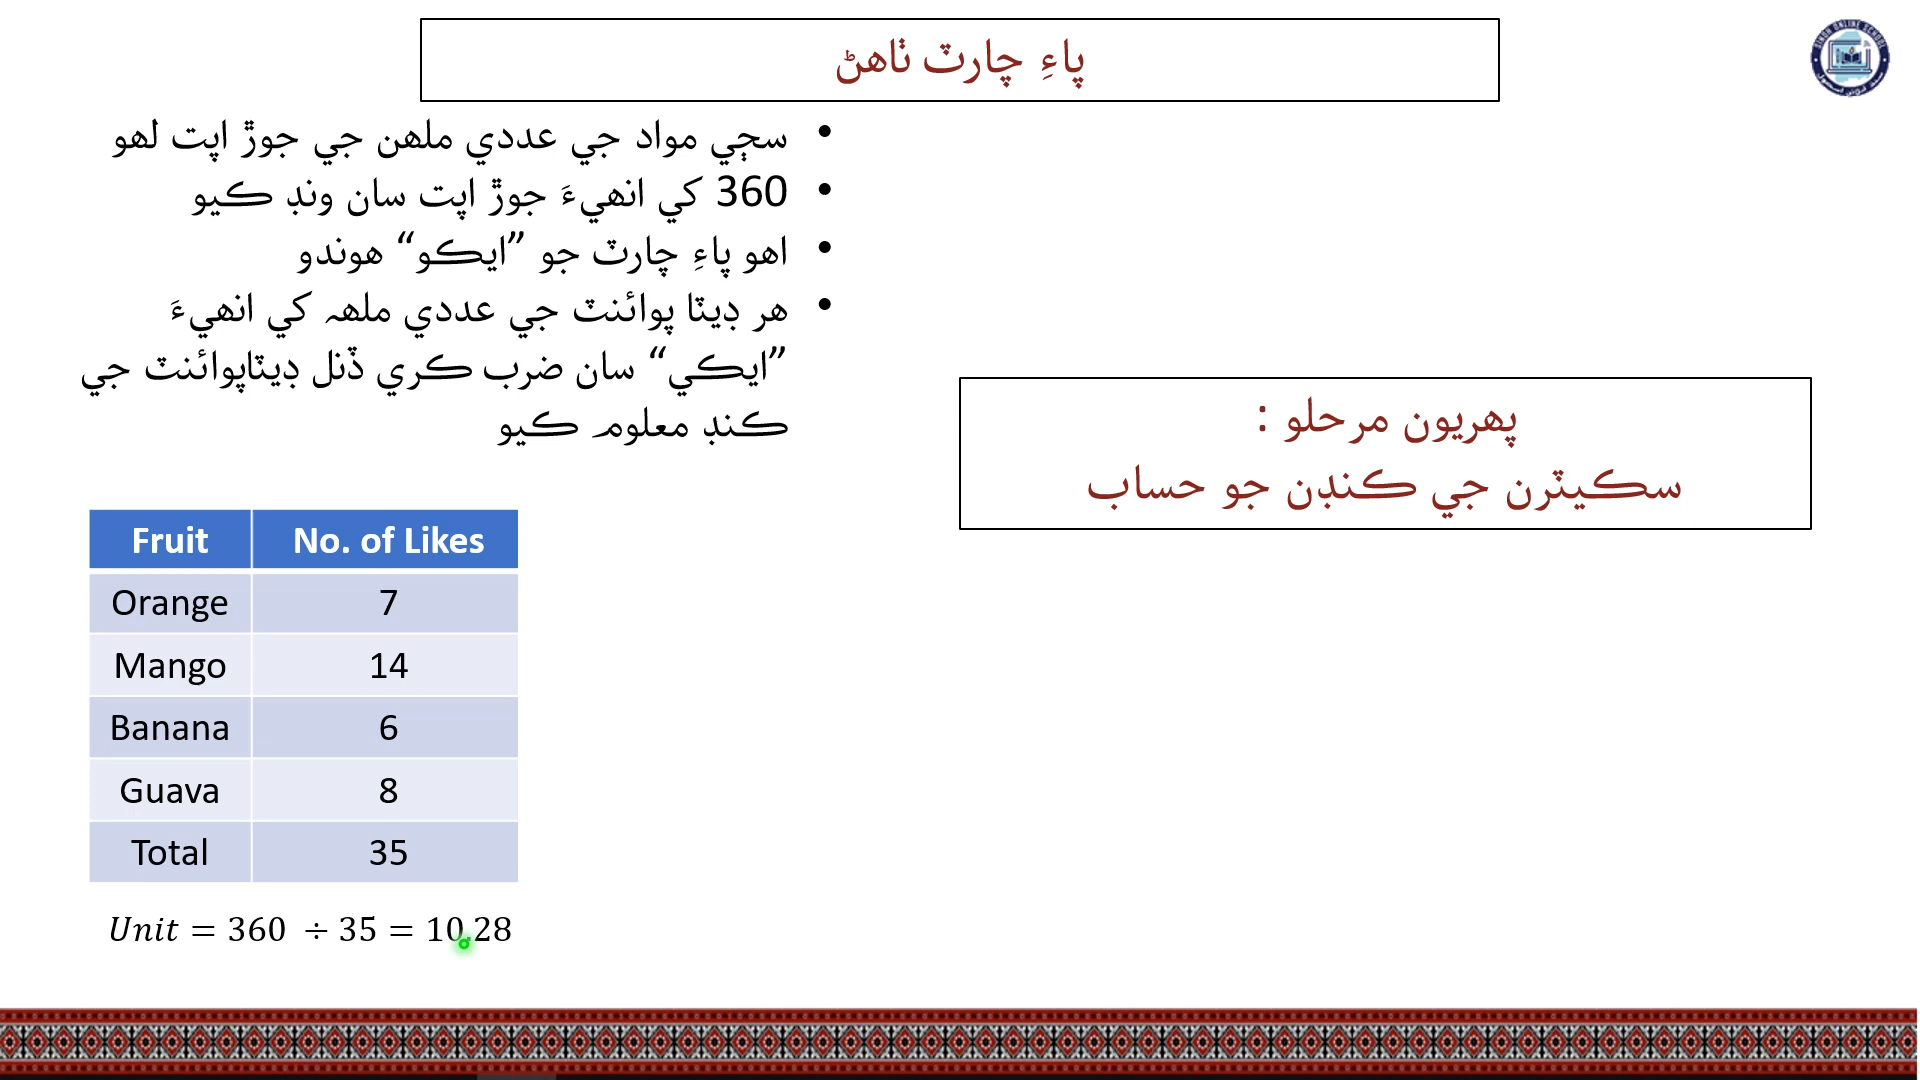 پاءِ چارٽ ٺاهڻ
سڄي مواد جي عددي ملهن جي جوڙ اپت لهو
360 کي انهيءَ جوڙ اپت سان ونڊ ڪيو
اهو پاءِ چارٽ جو ”ايڪو“ هوندو
هر ڊيٽا پوائنٽ جي عددي ملهہ کي انهيءَ
”ايڪي“ سان ضرب ڪري ڏنل ڊيٽاپوائنٽ جي
ڪنڊ معلوم ڪيو
پهريون مرحلو :
سڪيٽرن جي ڪنڊن جو حساب
Fruit No. of Likes
Orange 7
Mango 14
Banana 6
Guava 8
Total 35
Unit = 360 ÷ 35 = 10.28